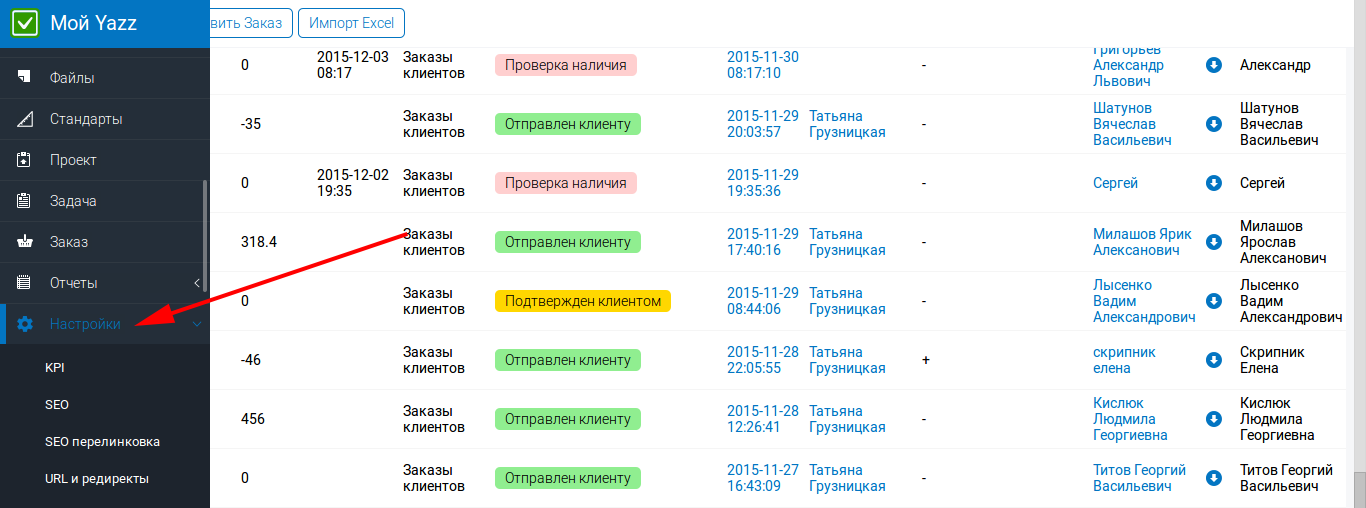 Мой Yazz
вить Заказ
Импорт Excel
Файлы
Стандарты
Проект
Задача
Заказ
Отчеты
Настройки
KPI
SEO
SEO перелинковка
URL и редиректы
0
2015-12-03
08:17
Заказы
клиентов
Проверка наличия
2015-11-30
08:17:10
-
Григорьев
Александр
Львович
Александр
-35
Заказы
клиентов
Отправлен клиенту
2015-11-29
20:03:57
Татьяна
Грузницкая
-
Шатунов
Вячеслав
Васильевич
Шатунов
Вячеслав
Васильевич
0
2015-12-02
19:35
Заказы
клиентов
Проверка наличия
2015-11-29
19:35:36
-
Сергей
Сергей
318.4
Заказы
клиентов
Отправлен клиенту
2015-11-29
17:40:16
Татьяна
Грузницкая
-
Милашов Ярик
Алексанович
Милашов
Ярослав
Алексанович
0
Заказы
клиентов
Подтвержден клиентом
2015-11-29
08:44:06
Татьяна
Грузницкая
-
Лысенко
Вадим
Александрович
Лысенко
Вадим
Александрович
-46
Заказы
клиентов
Отправлен клиенту
2015-11-28
22:05:55
Татьяна
Грузницкая
+
скрипник
елена
Скрипник
Елена
456
Заказы
клиентов
Отправлен клиенту
2015-11-28
12:26:41
Татьяна
Грузницкая
-
Кислюк
Людмила
Георгиевна
Кислюк
Людмила
Георгиевна
0
Заказы
клиентов
Отправлен клиенту
2015-11-27
16:43:09
Татьяна
Грузницкая
-
Титов Георгий
Васильевич
Титов Георгий
Васильевич